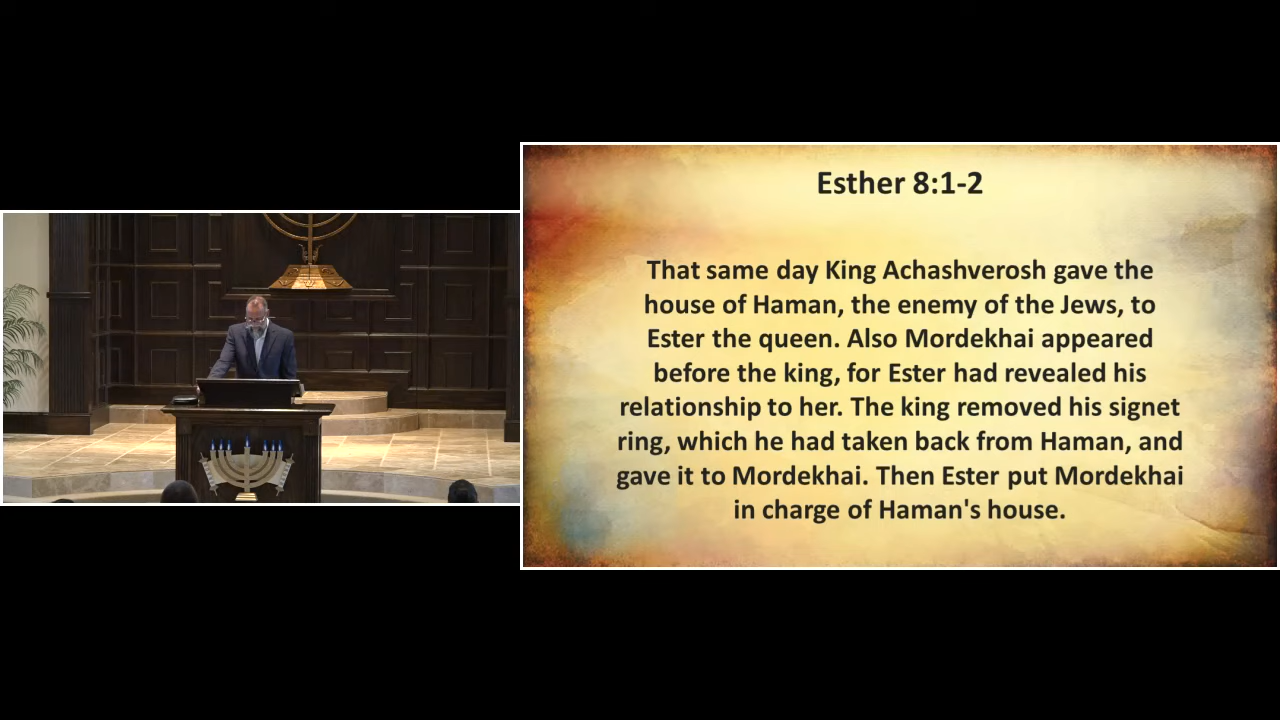 Esther 8:1-2
That same day King Achashverosh gave the
house of Haman, the enemy of the Jews, to
Ester the queen. Also Mordekhai appeared
before the king, for Ester had revealed his
relationship to her. The king removed his signet
ring, which he had taken back from Haman, and
gave it to Mordekhai. Then Ester put Mordekhai
in charge of Haman's house.